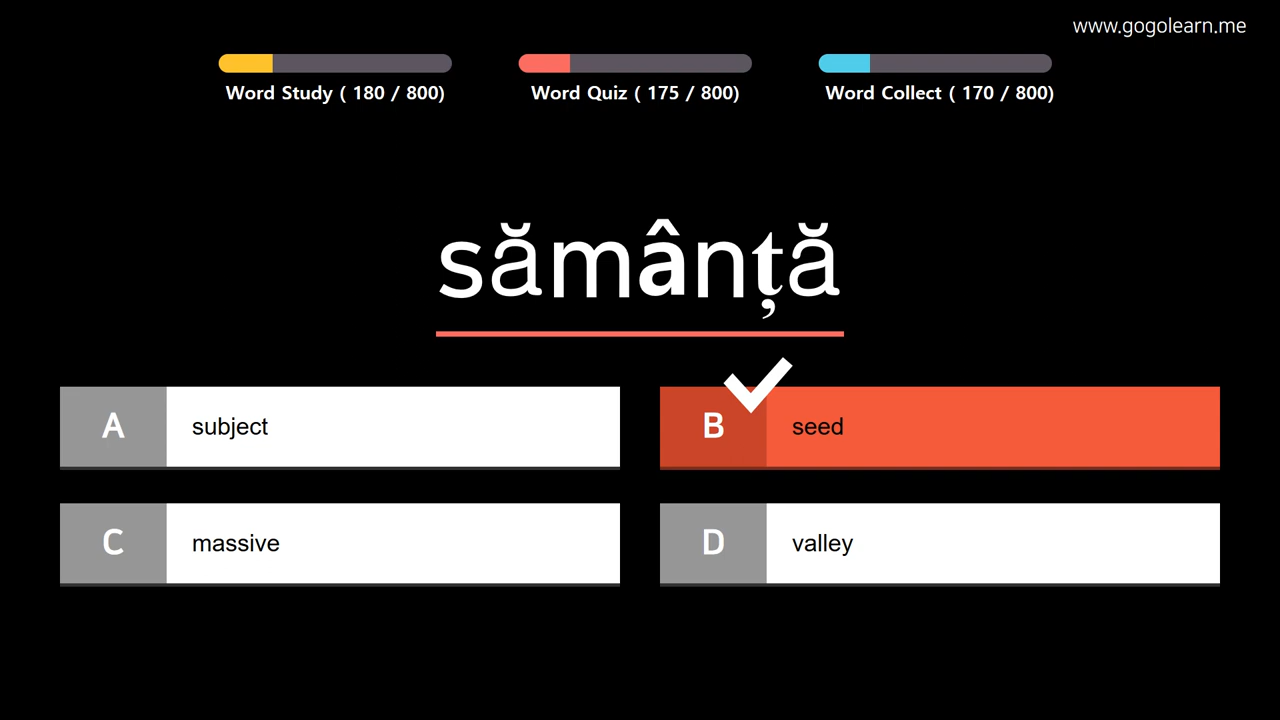 www.gogolearn.me
Word Study ( 180 / 800)
Word Quiz ( 175 / 800)
Word Collect ( 170 / 800)
sămânță
A subject
B seed
C massive
D valley